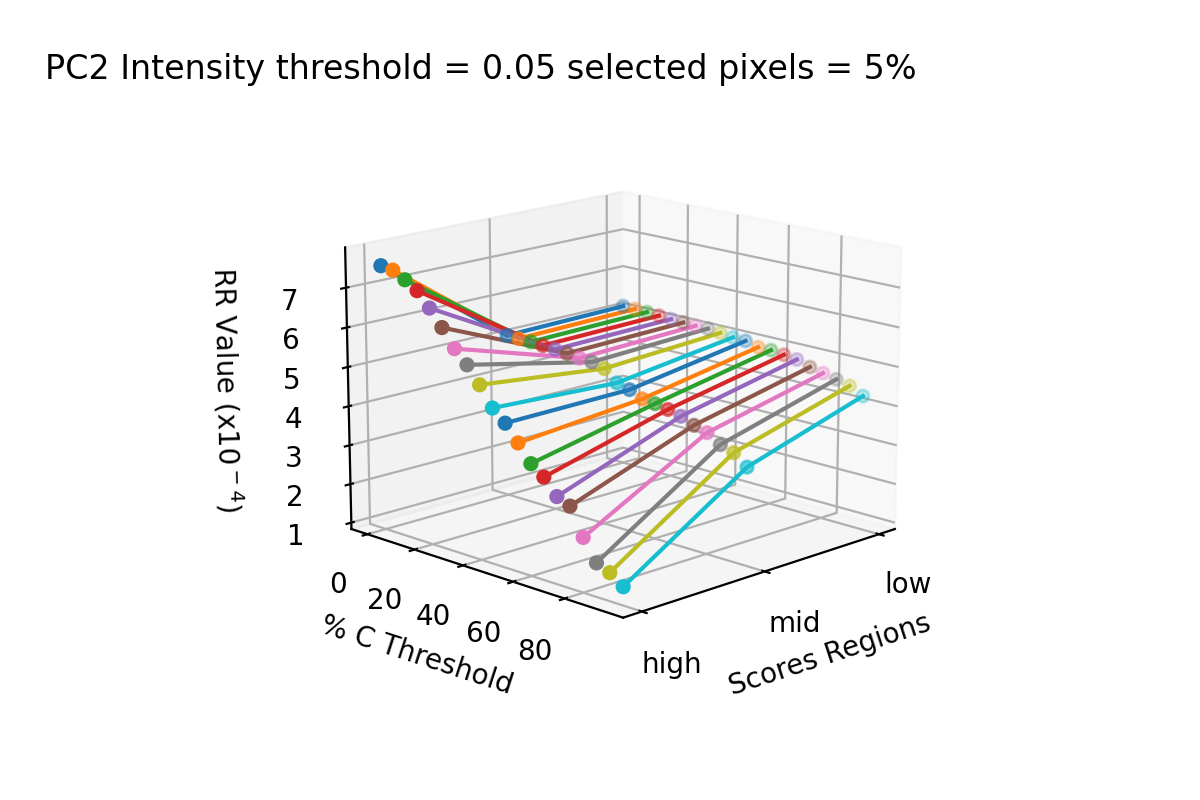 PC2 Intensity threshold = 0.05 selected pixels = 5%
RR Value (x10⁻⁴)
7
6
5
4
3
2
1
0
20
40
60
80
% C Threshold
low
mid
high
Scores Regions